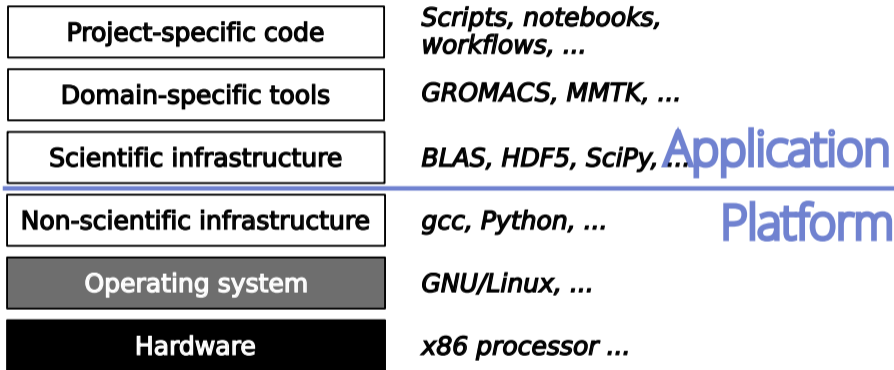 Project-specific code
Scripts, notebooks,
workflows, ...
Domain-specific tools
GROMACS, MMTK, ...
Scientific infrastructure
BLAS, HDF5, SciPy, ...
Application
Non-scientific infrastructure
gcc, Python, ...
Platform
Operating system
GNU/Linux, ...
Hardware
x86 processor ...